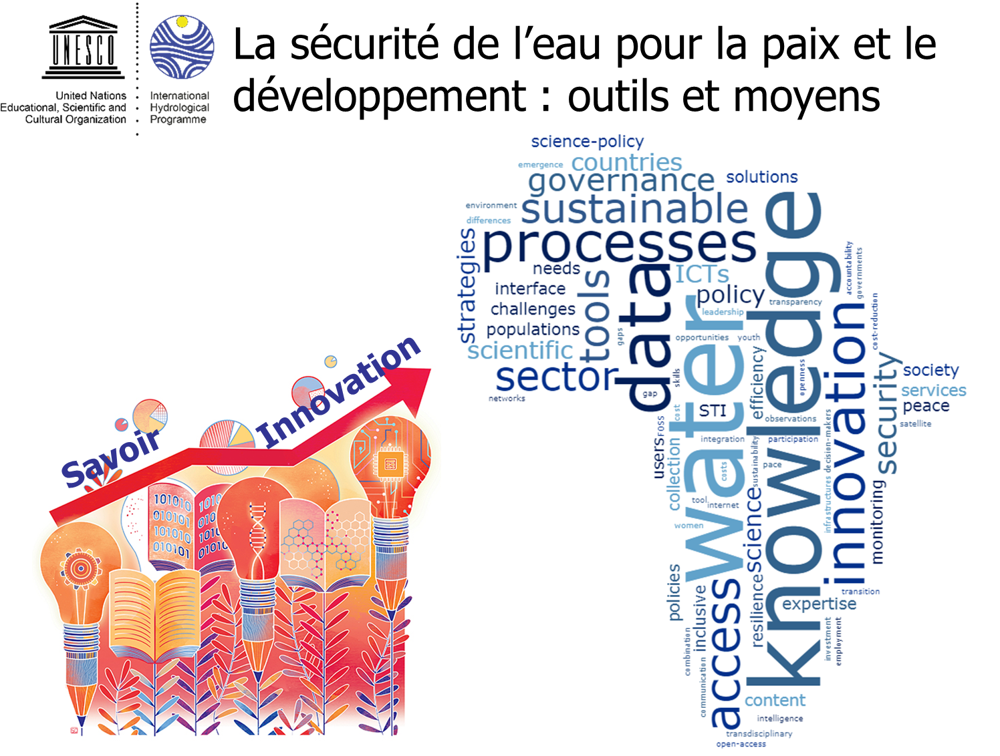 UNESCO
United Nations
Educational, Scientific and
Cultural Organization
International
Hydrological
Programme
La sécurité de l’eau pour la paix et le
développement : outils et moyens
Savoir
Innovation
101010
010101
101010
010101
science-policy
emergence
countries
governance
solutions
environment
sustainable
differences
processes
strategies
needs
interface
challenges
populations
scientific
tools
sector
networks
data
gaps
gap
ICTs
policy
leadership
transparency
opportunities
youth
skills
cost
STI
efficiency
openness
observations
integration
participation
water
knowledge
innovation
accountability
governments
cost-reduction
security
society
services
peace
satellite
decision-makers
infrastructures
monitoring
users
FOSS
collection
costs
sustainability
pace
tool
internet
women
science
policies
inclusive
resilience
access
combination
communication
transition
expertise
investment
employment
content
intelligence
transdisciplinary
open-access